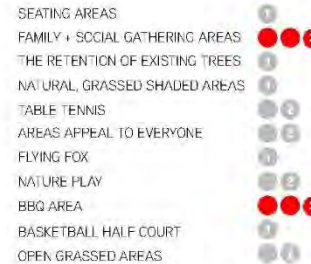 SEATING AREAS
FAMILY + SOCIAL GATHERING AREAS
THE RETENTION OF EXISTING TREES
NATURAL, GRASSED SHADED AREAS
TABLE TENNIS
AREAS APPEAL TO EVERYONE
FLYING FOX
NATURE PLAY
BBQ AREA
BASKETBALL HALF COURT
OPEN GRASSED AREAS